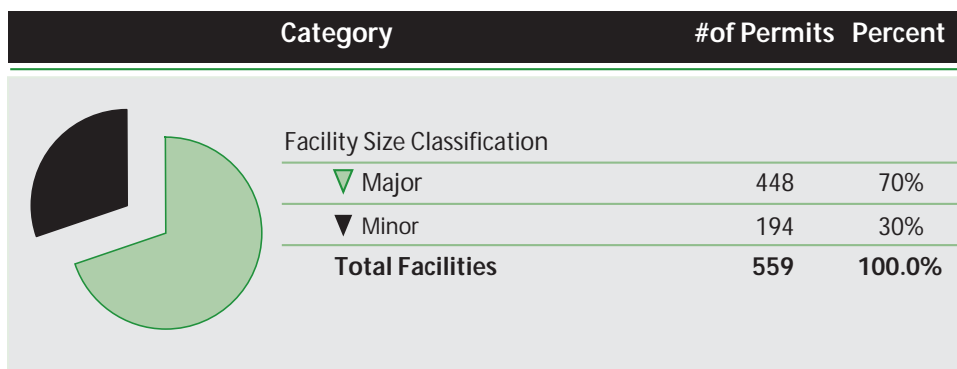 Category #of Permits Percent
Facility Size Classification
Major 448 70%
Minor 194 30%
Total Facilities 559 100.0%